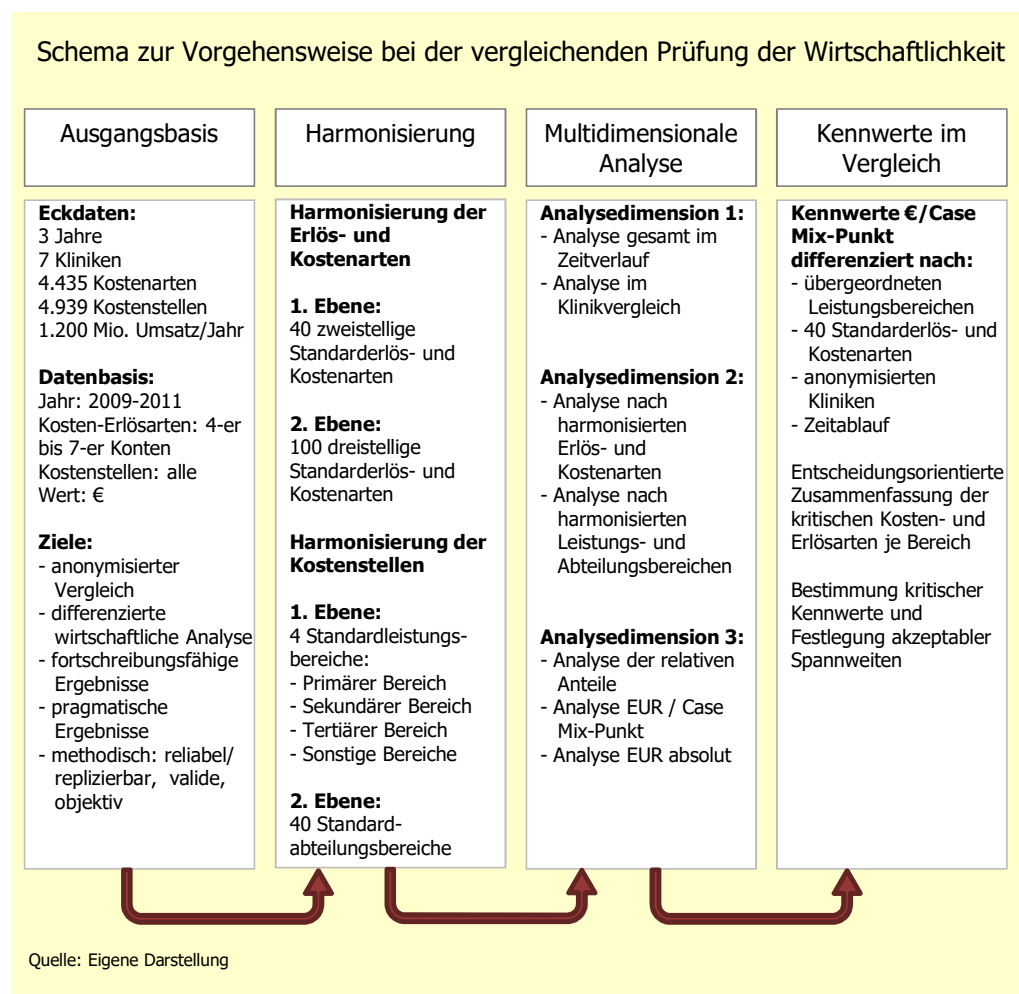 Schema zur Vorgehensweise bei der vergleichenden Prüfung der Wirtschaftlichkeit
Ausgangsbasis
Eckdaten:
3 Jahre
7 Kliniken
4.435 Kostenarten
4.939 Kostenstellen
1.200 Mio. Umsatz/Jahr
Datenbasis:
Jahr: 2009-2011
Kosten-Erlösarten: 4-er
bis 7-er Konten
Kostenstellen: alle
Wert: €
Ziele:
- anonymisierter
Vergleich
- differenzierte
wirtschaftliche Analyse
- fortschreibungsfähige
Ergebnisse
- pragmatische
Ergebnisse
- methodisch: reliabel/
replizierbar, valide,
objektiv
Harmonisierung
Harmonisierung der
Erlös- und
Kostenarten
1. Ebene:
40 zweistellige
Standarderlös- und
Kostenarten
2. Ebene:
100 dreistellige
Standarderlös- und
Kostenarten
Harmonisierung der
Kostenstellen
1. Ebene:
4 Standardleistungs-
bereiche:
- Primärer Bereich
- Sekundärer Bereich
- Tertiärer Bereich
- Sonstige Bereiche
2. Ebene:
40 Standard-
abteilungsbereiche
Multidimensionale
Analyse
Analysedimension 1:
- Analyse gesamt im
Zeitverlauf
- Analyse im
Klinikvergleich
Analysedimension 2:
- Analyse nach
harmonisierten
Erlös- und
Kostenarten
- Analyse nach
harmonisierten
Leistungs- und
Abteilungsbereichen
Analysedimension 3:
- Analyse der relativen
Anteile
- Analyse EUR / Case
Mix-Punkt
- Analyse EUR absolut
Kennwerte im
Vergleich
Kennwerte €/Case
Mix-Punkt
differenziert nach:
- übergeordneten
Leistungsbereichen
- 40 Standarderlös- und
Kostenarten
- anonymisierten
Kliniken
- Zeitablauf
Entscheidungsorientierte
Zusammenfassung der
kritischen Kosten- und
Erlösarten je Bereich
Bestimmung kritischer
Kennwerte und
Festlegung akzeptabler
Spannweiten
Quelle: Eigene Darstellung